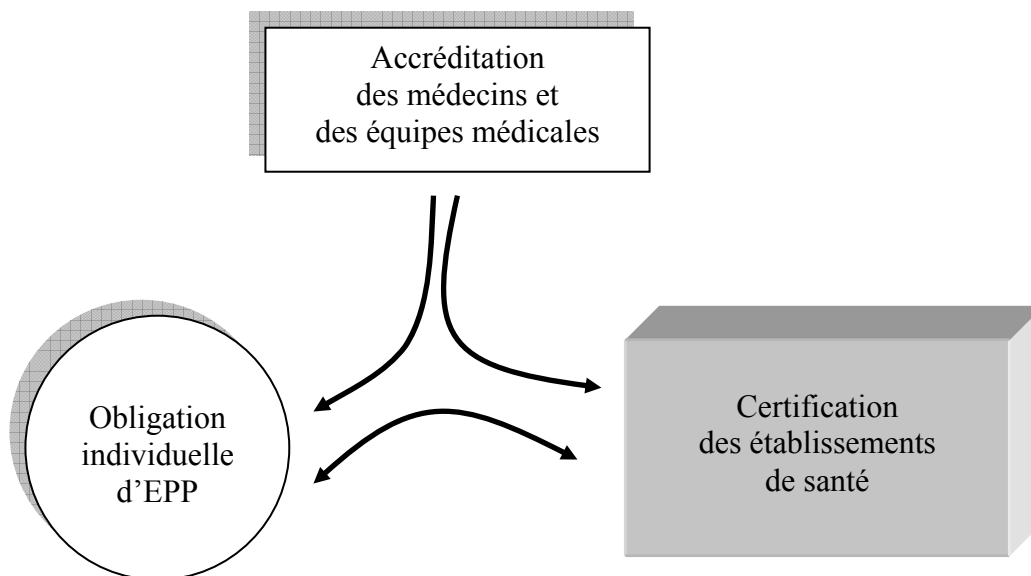 Accréditation
des médecins et
des équipes médicales
Obligation
individuelle
d’EPP
Certification
des établissements
de santé